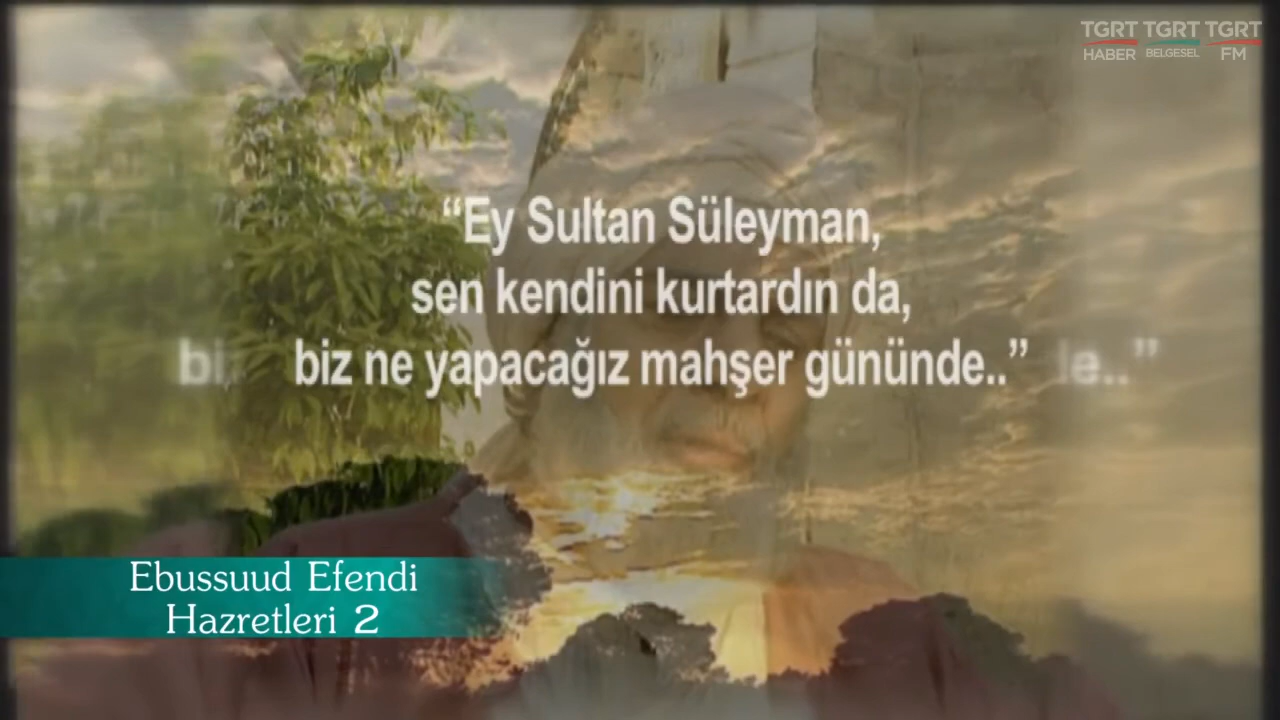 TGRT TGRT TGRT
HABER BELGESEL FM
“Ey Sultan Süleyman,
sen kendini kurtardın da,
biz ne yapacağız mahşer gününde..”
Ebussuud Efendi
Hazretleri 2